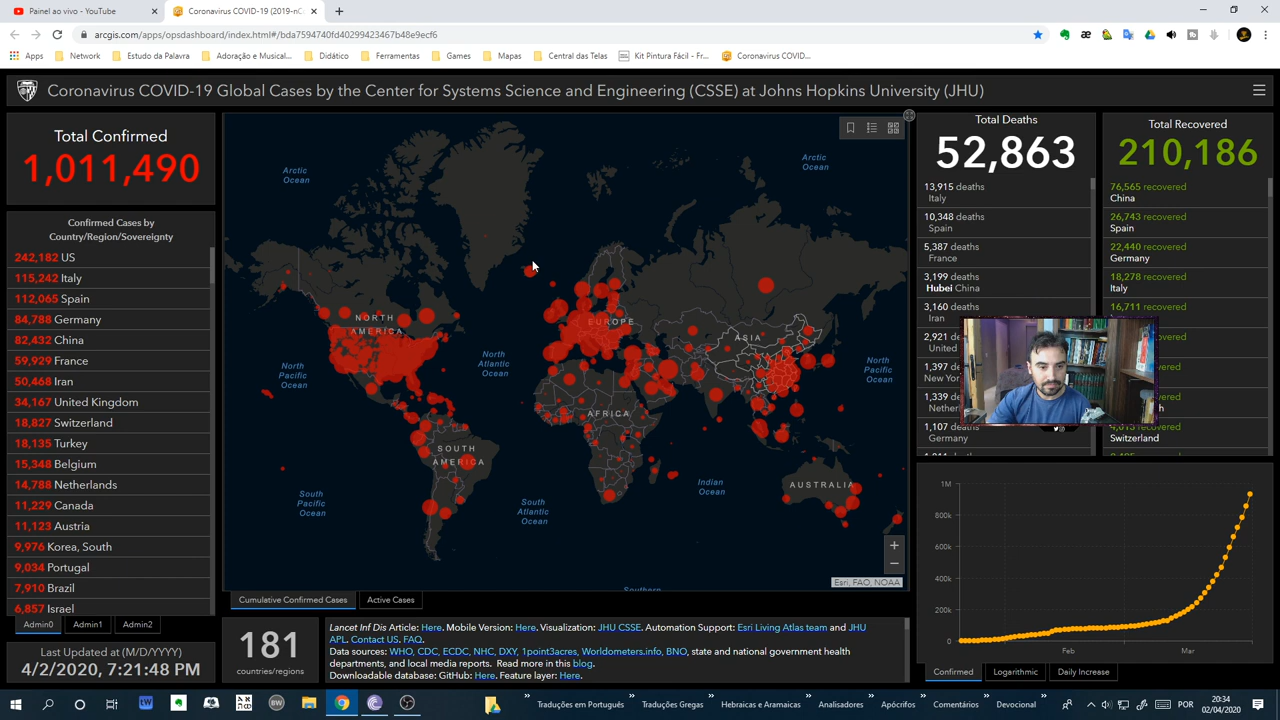 Painel ao vivo - YouTube
Coronavirus COVID-19 (2019-nC
arcgis.com/apps/opsdashboard/index.html#/bda7594740fd40299423467b48e9ecf6
Apps
Network
Estudo da Palavra
Adoração e Musical...
Didático
Ferramentas
Games
Mapas
Central das Telas
Kit Pintura Fácil - Fr...
Coronavirus COVID...
Coronavirus COVID-19 Global Cases by the Center for Systems Science and Engineering (CSSE) at Johns Hopkins University (JHU)
Total Confirmed
1,011,490
Confirmed Cases by
Country/Region/Sovereignty
242,182 US
115,242 Italy
112,065 Spain
84,788 Germany
82,432 China
59,929 France
50,468 Iran
34,167 United Kingdom
18,827 Switzerland
18,135 Turkey
15,348 Belgium
14,788 Netherlands
11,229 Canada
11,123 Austria
9,976 Korea, South
9,034 Portugal
7,910 Brazil
6,857 Israel
Admin0
Admin1
Admin2
Last Updated at (M/D/YYYY)
4/2/2020, 7:21:48 PM
Arctic
Ocean
Arctic
Ocean
NORTH
AMERICA
EUROPE
ASIA
North
Pacific
Ocean
North
Atlantic
Ocean
North
Pacific
Ocean
AFRICA
SOUTH
AMERICA
South
Pacific
Ocean
South
Atlantic
Ocean
Indian
Ocean
AUSTRALIA
Southern
+
−
Esri, FAO, NOAA
Cumulative Confirmed Cases
Active Cases
181
countries/regions
Lancet Inf Dis Article: Here. Mobile Version: Here. Visualization: JHU CSSE. Automation Support: Esri Living Atlas team and JHU
API. Contact US. FAQ.
Data sources: WHO, CDC, ECDC, NHC, DXY, 1point3acres, Worldometers.info, BNO, state and national government
health departments, and local media reports. Read more in this blog.
Downloadable database: GitHub: Here. Feature layer: Here.
Total Deaths
52,863
13,915 deaths
Italy
10,348 deaths
Spain
5,387 deaths
France
3,199 deaths
Hubei China
3,160 deaths
Iran
2,921
United
1,397
New Yor
1,339
Nether
1,107 deaths
Germany
Total Recovered
210,186
76,565 recovered
China
26,743 recovered
Spain
22,440 recovered
Germany
18,278 recovered
Italy
16,711 recovered
Switzerland
1M
800k
600k
400k
200k
0
Feb
Mar
Confirmed
Logarithmic
Daily Increase
Traduções em Português
Traduções Gregas
Hebraicas e Aramaicas
Analisadores
Apócrifos
Comentários
Devocional
POR
20:34
02/04/2020